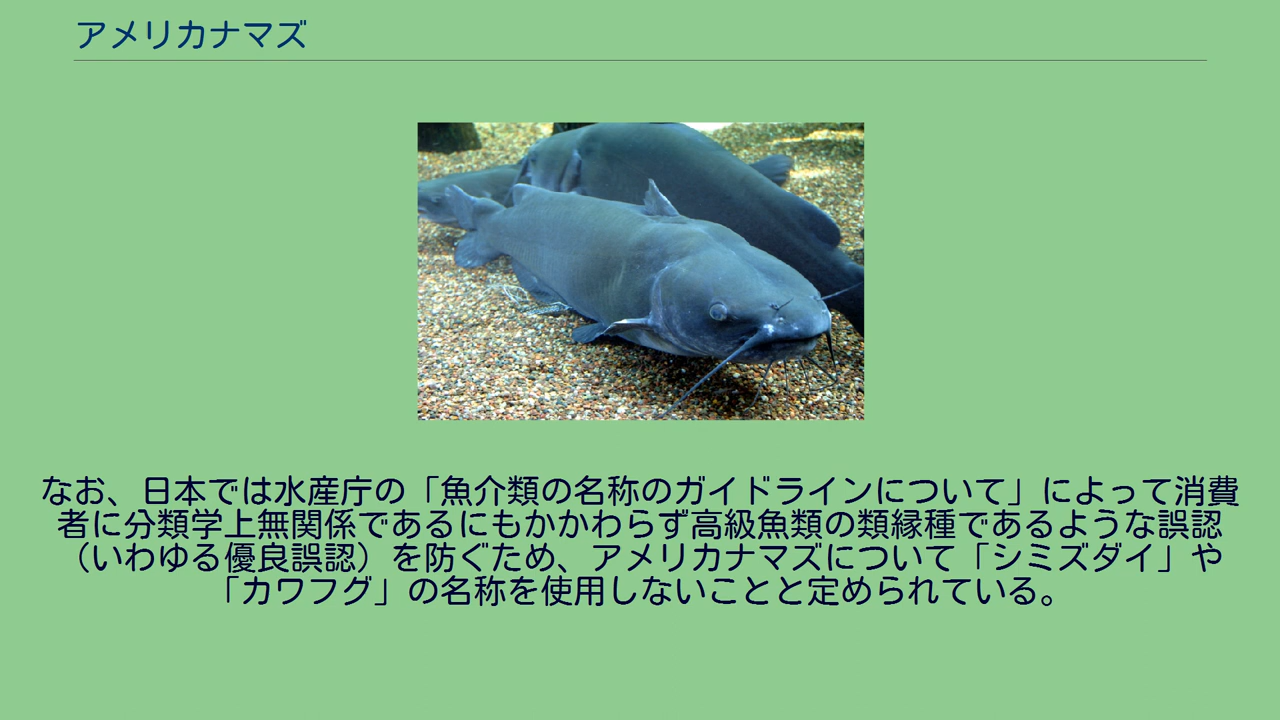 アメリカナマズ
なお、日本では水産庁の「魚介類の名称のガイドラインについて」によって消費
者に分類学上無関係であるにもかかわらず高級魚類の類縁種であるような誤認
（いわゆる優良誤認）を防ぐため、アメリカナマズについて「シミズダイ」や
「カワフグ」の名称を使用しないことと定められている。